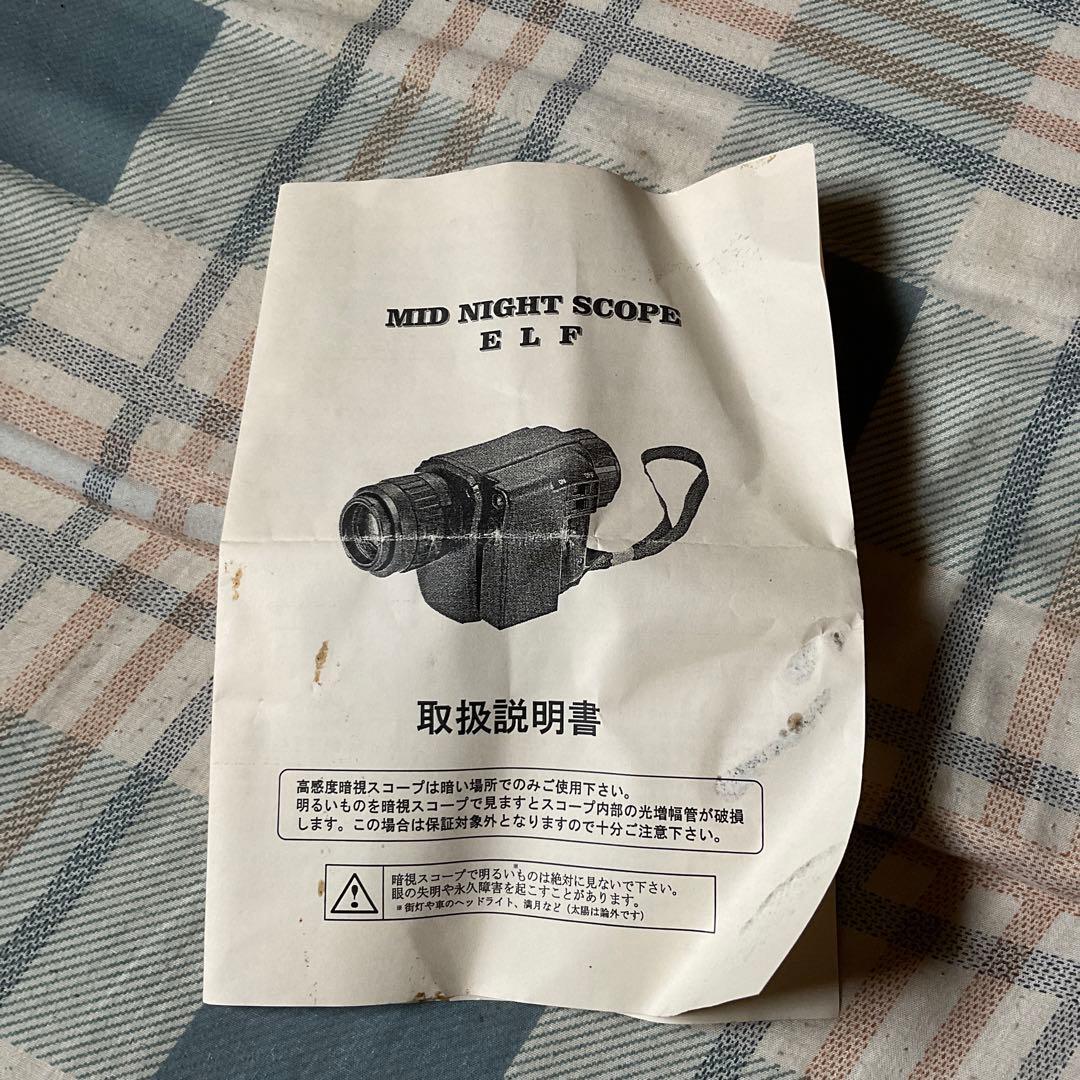 MID NIGHT SCOPE
ELF
取扱説明書
高感度暗視スコープは暗い場所でのみご使用下さい。
明るいものを暗視スコープで見ますとスコープ内部の光増幅管が破損
します。この場合は保証対象外となりますので十分ご注意下さい。
暗視スコープで明るいもの※は絶対に見ないで下さい。
眼の失明や永久障害を起こすことがあります。
※街灯や車のヘッドライト、満月など（太陽は論外です）